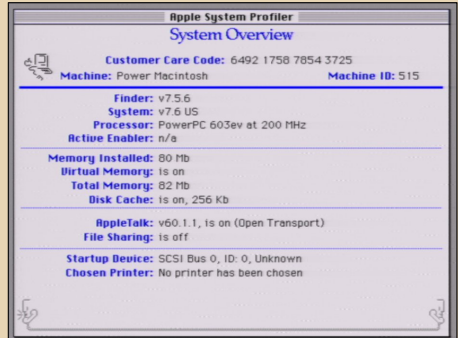 Apple System Profiler
System Overview
Customer Care Code: 6492 1758 7854 3725
Machine: Power Macintosh Machine ID: 515
Finder: v7.5.6
System: v7.6 US
Processor: PowerPC 603ev at 200 MHz
Active Enabler: n/a
Memory Installed: 80 Mb
Virtual Memory: is on
Total Memory: 82 Mb
Disk Cache: is on, 256 Kb
AppleTalk: v60.1.1, is on (Open Transport)
File Sharing: is off
Startup Device: SCSI Bus 0, ID: 0, Unknown
Chosen Printer: No printer has been chosen